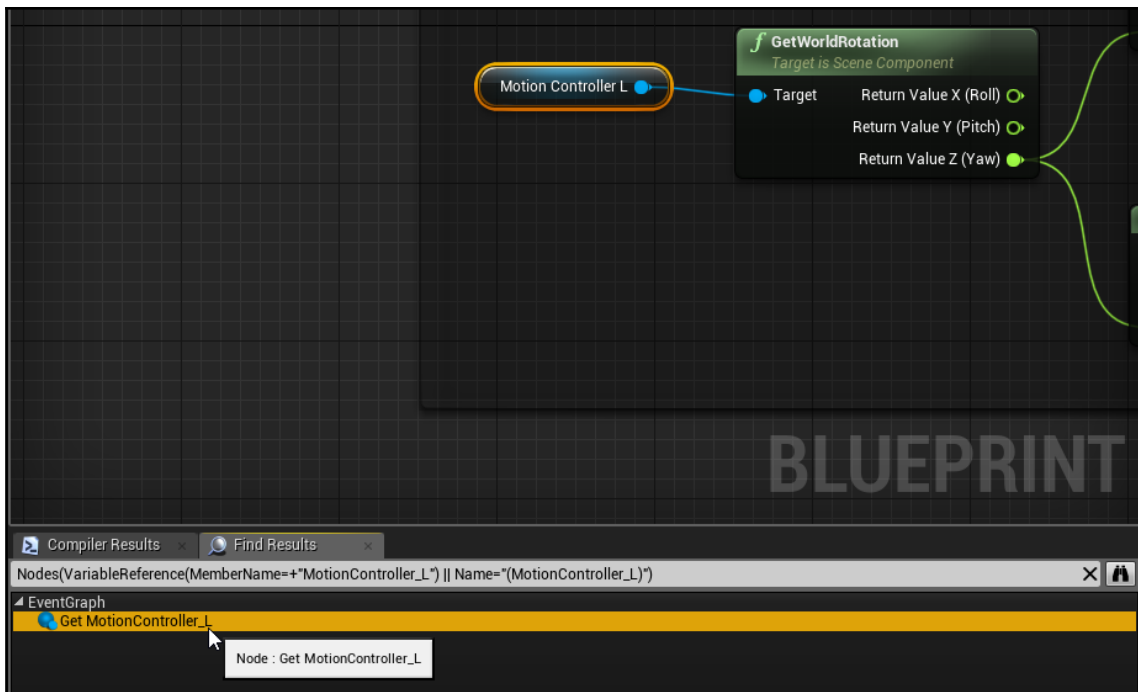 f GetWorldRotation
Target is Scene Component
Motion Controller L
Target Return Value X (Roll)
Return Value Y (Pitch)
Return Value Z (Yaw)
BLUEPRINT
Compiler Results Find Results
Nodes(VariableReference(MemberName=+"MotionController_L") || Name="(MotionController_L)")
EventGraph
Get MotionController_L
Node : Get MotionController_L